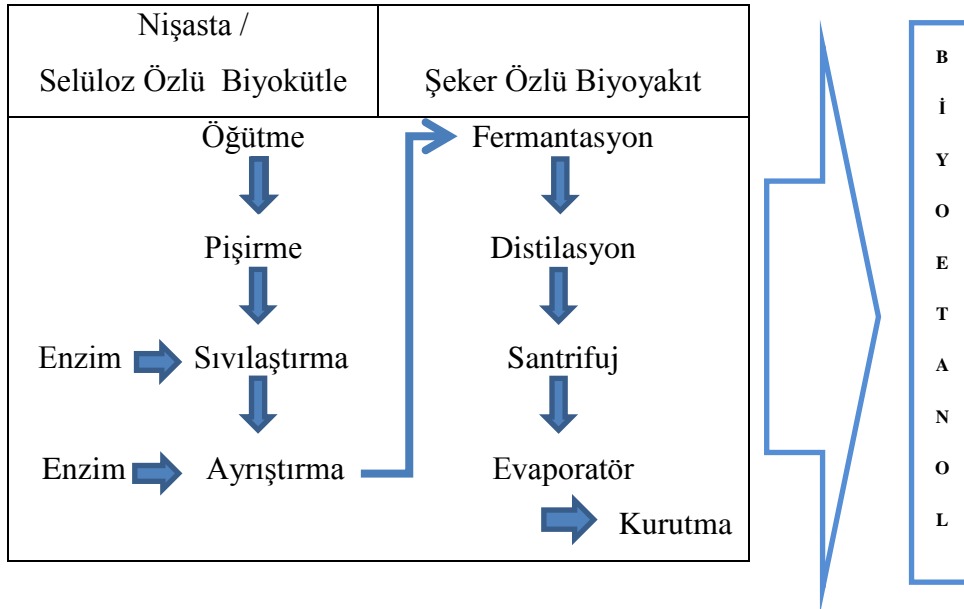 Nişasta /
Selüloz Özlü Biyokütle
Şeker Özlü Biyoyakıt
Öğütme
Pişirme
Enzim
Sıvılaştırma
Enzim
Ayrıştırma
Fermantasyon
Distilasyon
Santrifuj
Evaporatör
Kurutma
B
İ
Y
O
E
T
A
N
O
L